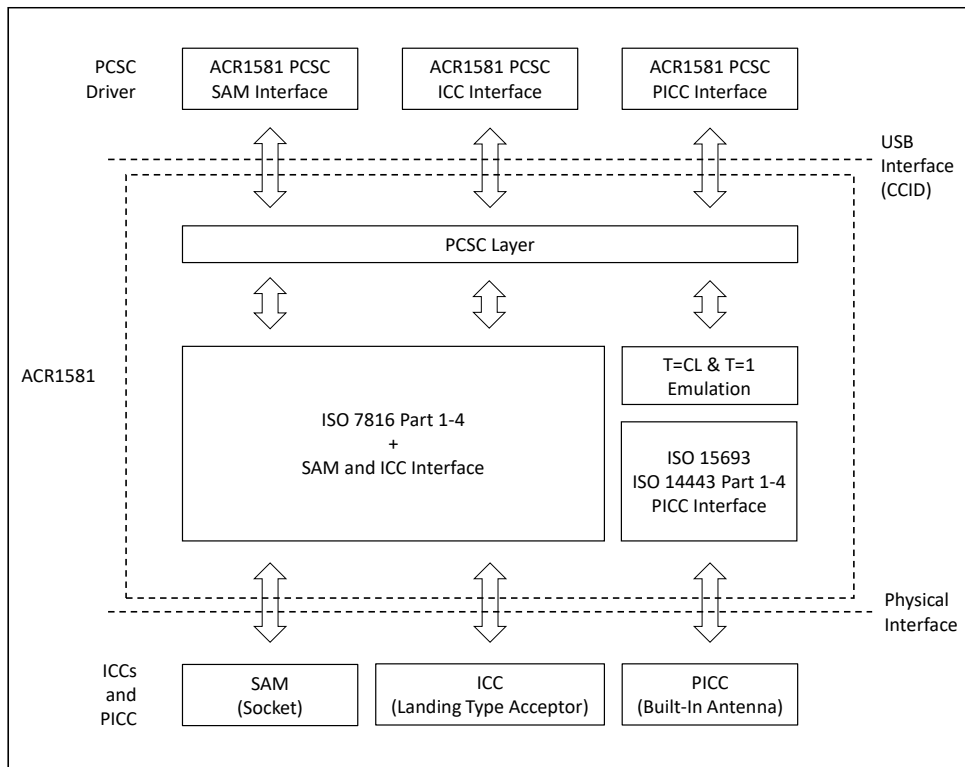 PCSC
Driver
ACR1581 PCSC
SAM Interface
ACR1581 PCSC
ICC Interface
ACR1581 PCSC
PICC Interface
USB
Interface
(CCID)
PCSC Layer
ACR1581
ISO 7816 Part 1-4
+
SAM and ICC Interface
T=CL & T=1
Emulation
ISO 15693
ISO 14443 Part 1-4
PICC Interface
Physical
Interface
ICCs
and
PICC
SAM
(Socket)
ICC
(Landing Type Acceptor)
PICC
(Built-In Antenna)